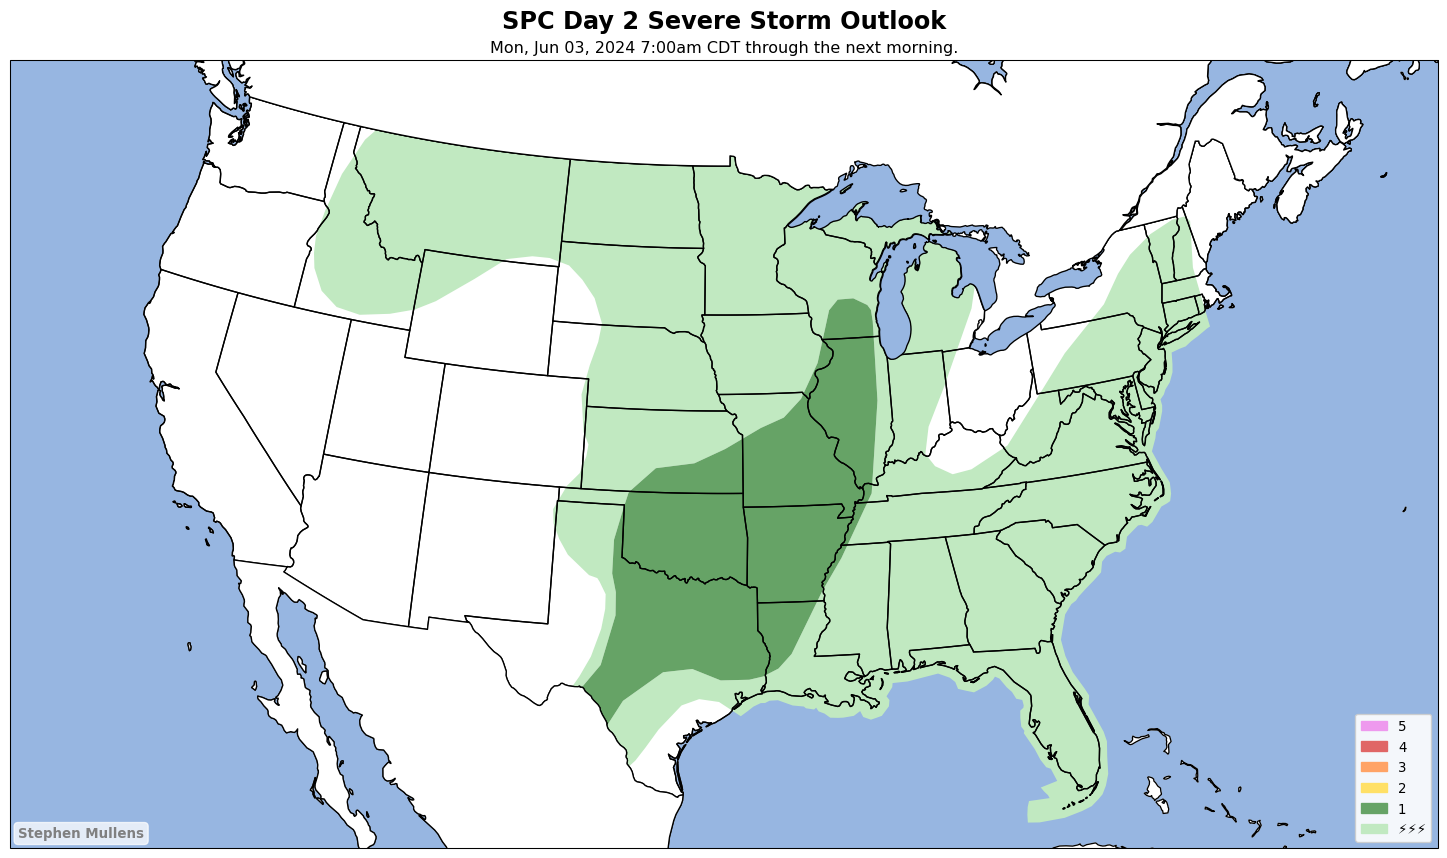 SPC Day 2 Severe Storm Outlook
Mon, Jun 03, 2024 7:00am CDT through the next morning.
5
4
3
2
1
⚡⚡⚡
Stephen Mullens